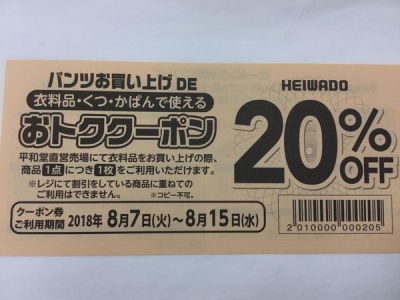 パンツお買い上げ DE
衣料品・くつ・かばんで使える
おトククーポン
平和堂直営売場にて衣料品をお買い上げの際、
商品1点につき1枚をご利用いただけます。
※レジにて割引をしている商品に重ねての
ご利用はできません。 ※コピー不可。
クーポン券
ご利用期間 2018年8月7日(火)～8月15日(水)
HEIWADO
20%
OFF
2 010000 000205